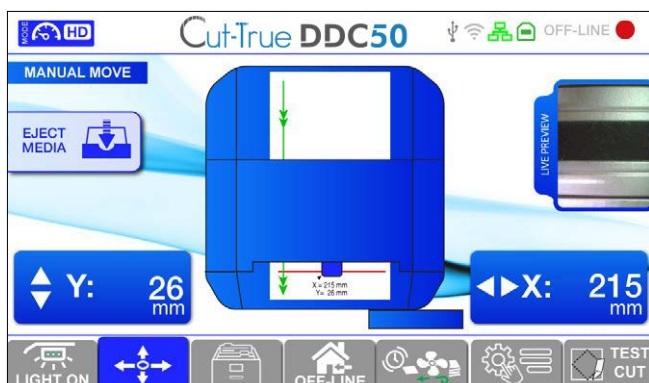 MODE HD
Cut-True DDC50
OFF-LINE
MANUAL MOVE
EJECT
MEDIA
LIVE PREVIEW
X = 215 mm
Y= 26 mm
Y: 26
mm
X: 215
mm
LIGHT ON
OFF-LINE
TEST
CUT